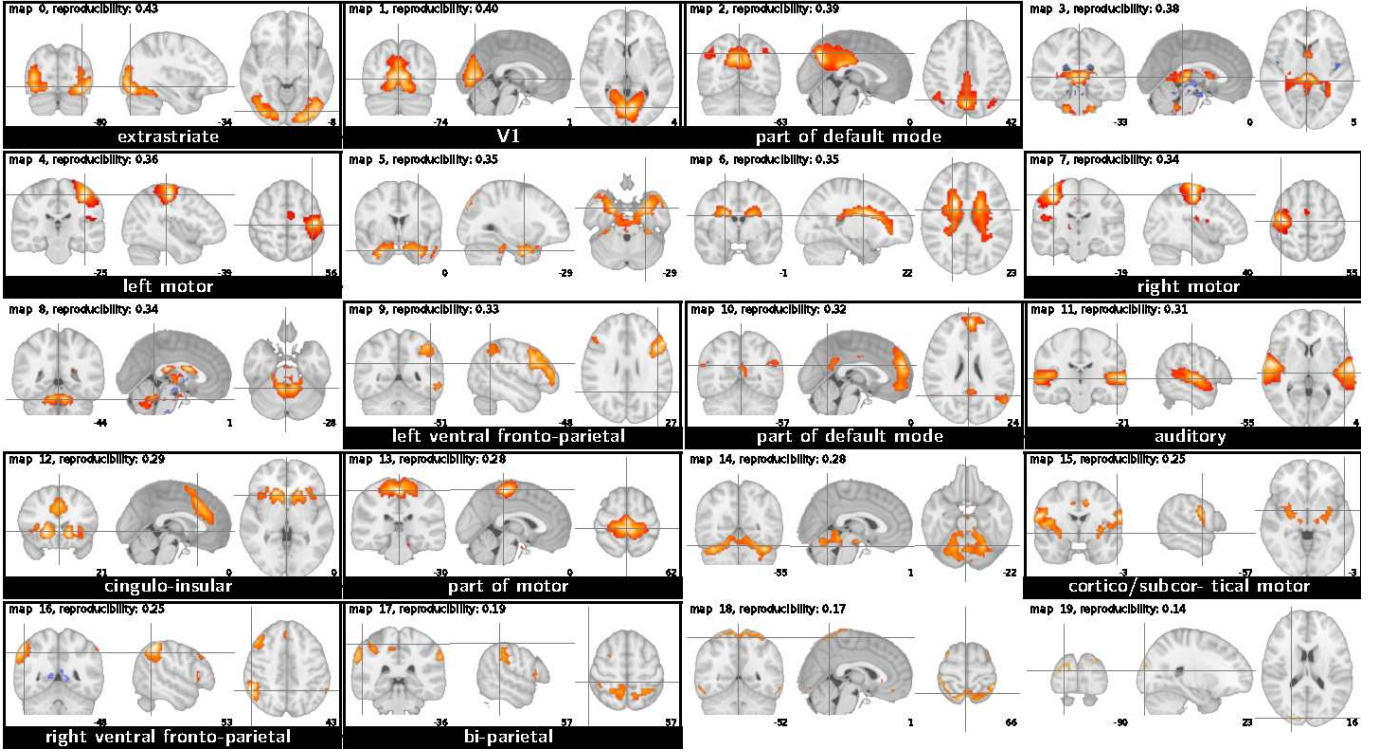 map 0, reproducibility: 0.43
-80 -34 -8
extrastriate
map 1, reproducibility: 0.40
-74 1 4
V1
map 2, reproducibility: 0.39
-63 0 42
part of default mode
map 3, reproducibility: 0.38
-33 0 5
map 4, reproducibility: 0.36
-25 -39 56
left motor
map 5, reproducibility: 0.35
0 -29 -29
map 6, reproducibility: 0.35
-1 22 23
map 7, reproducibility: 0.34
-19 40 55
right motor
map 8, reproducibility: 0.34
-44 1 -28
map 9, reproducibility: 0.33
-51 -48 27
left ventral fronto-parietal
map 10, reproducibility: 0.32
-57 0 24
part of default mode
map 11, reproducibility: 0.31
-21 -55 4
auditory
map 12, reproducibility: 0.29
21 0 0
cingulo-insular
map 13, reproducibility: 0.28
-30 0 62
part of motor
map 14, reproducibility: 0.28
-55 1 -22
map 15, reproducibility: 0.25
-3 -57 -3
cortico/subcor- tical motor
map 16, reproducibility: 0.25
-48 53 43
right ventral fronto-parietal
map 17, reproducibility: 0.19
-36 57 57
bi-parietal
map 18, reproducibility: 0.17
-52 1 66
map 19, reproducibility: 0.14
-90 23 16